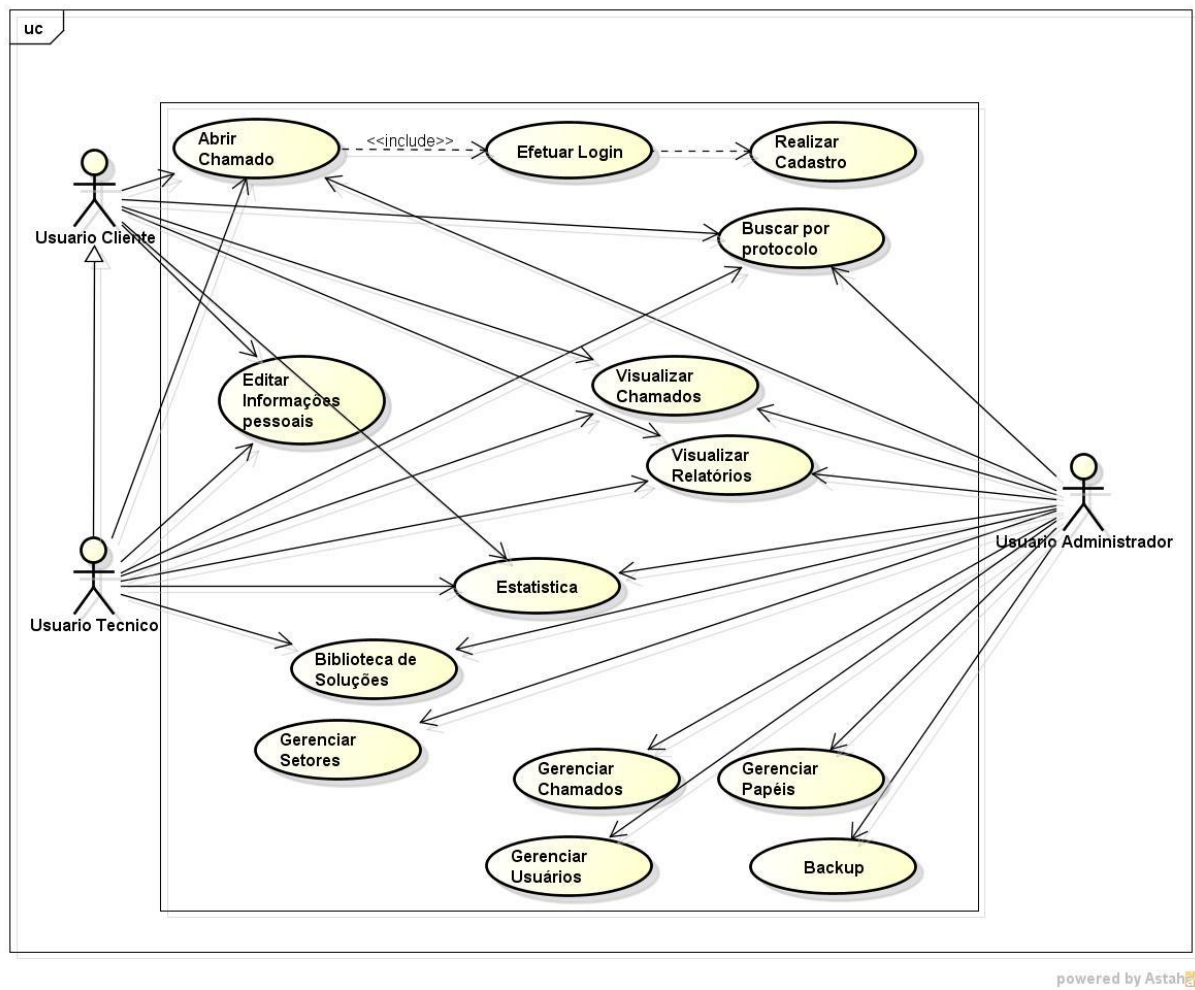 uc
Abrir
Chamado
<<include>>
Efetuar Login
Realizar
Cadastro
Usuario Cliente
Buscar por
protocolo
Editar
Informações
pessoais
Visualizar
Chamados
Visualizar
Relatórios
Usuário Administrador
Usuario Tecnico
Estatistica
Biblioteca de
Soluções
Gerenciar
Setores
Gerenciar
Chamados
Gerenciar
Papéis
Gerenciar
Usuários
Backup
powered by Astah